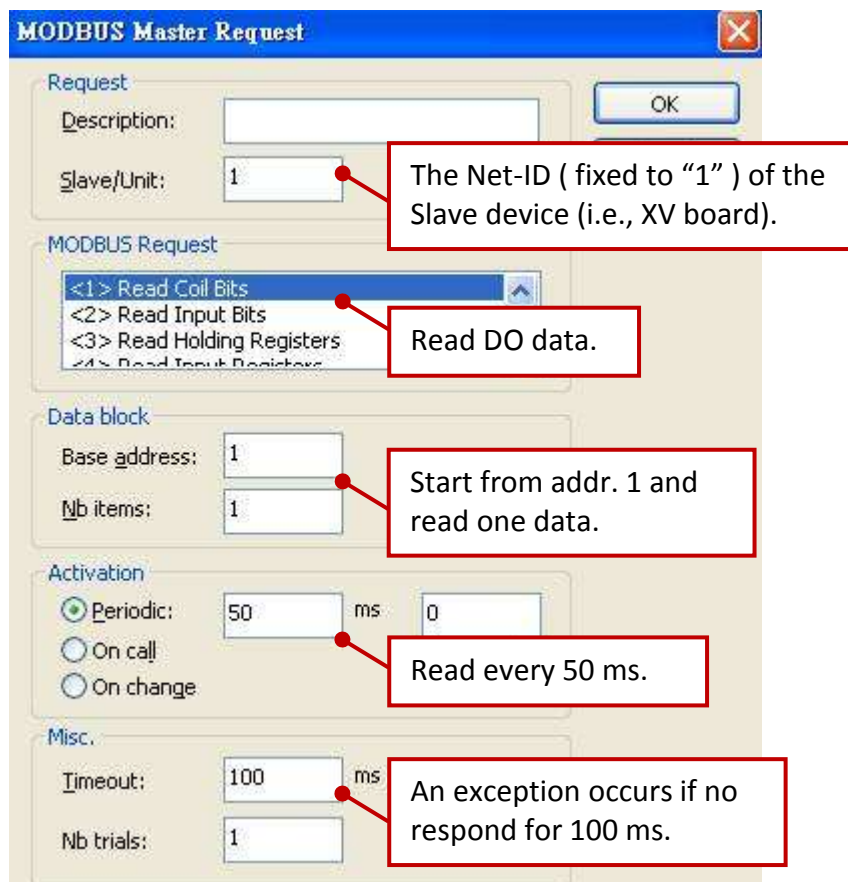 MODBUS Master Request
Request
OK
Description:
Slave/Unit:
1
The Net-ID ( fixed to “1” ) of the
Slave device (i.e., XV board).
MODBUS Request
<1> Read Coil Bits
<2> Read Input Bits
<3> Read Holding Registers
<4> Read Input Registers
Read DO data.
Data block
Base address:
1
Nb items:
1
Start from addr. 1 and
read one data.
Activation
Periodic:
50
ms
0
On call
On change
Read every 50 ms.
Misc.
Timeout:
100
ms
Nb trials:
1
An exception occurs if no
respond for 100 ms.